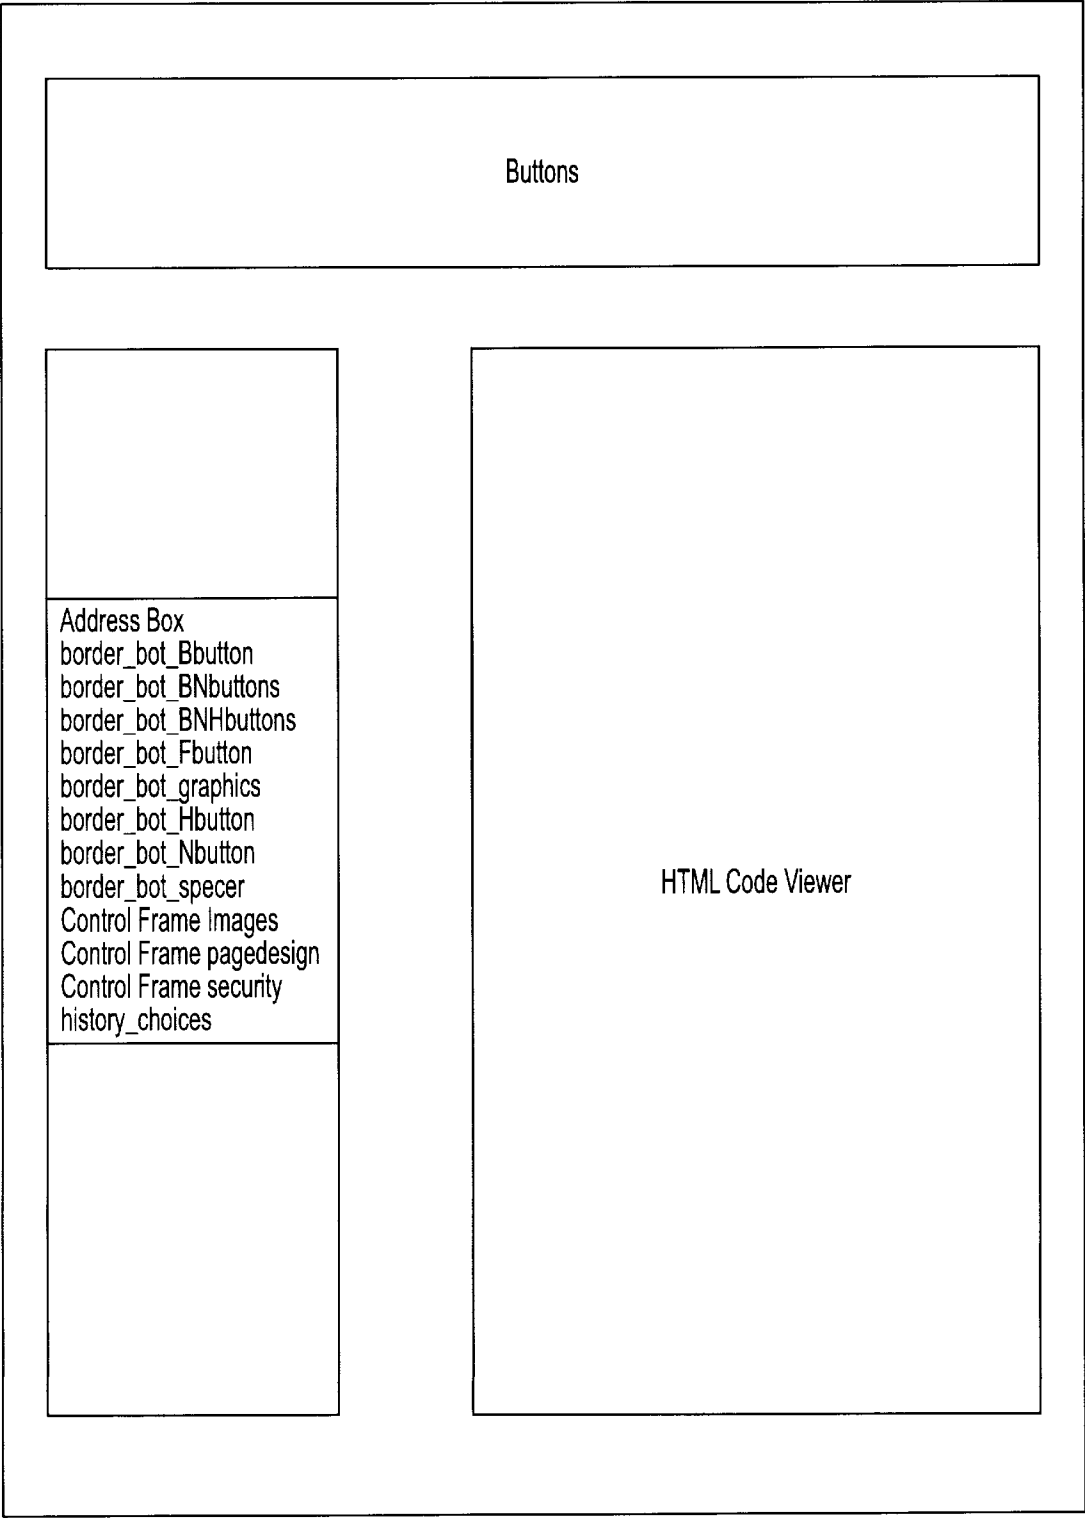 Buttons
Address Box
border_bot_Bbutton
border_bot_BNbuttons
border_bot_BNHbuttons
border_bot_Fbutton
border_bot_graphics
border_bot_Hbutton
border_bot_Nbutton
border_bot_specer
Control Frame Images
Control Frame pagedesign
Control Frame security
history_choices
HTML Code Viewer